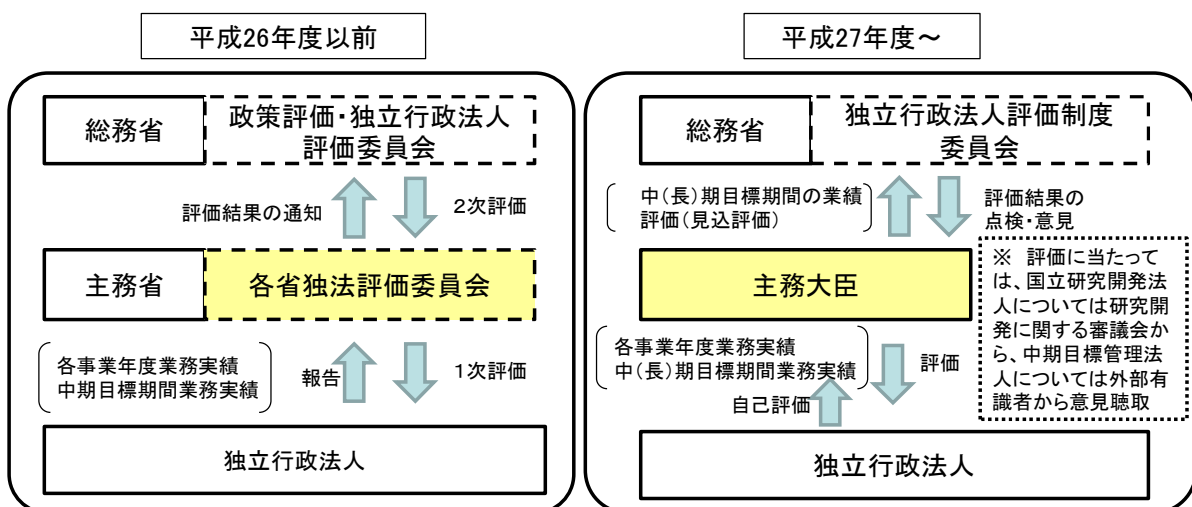 平成26年度以前
総務省
政策評価・独立行政法人
評価委員会
評価結果の通知
2次評価
主務省
各省独法評価委員会
各事業年度業務実績
中期目標期間業務実績
報告
1次評価
独立行政法人
平成27年度～
総務省
独立行政法人評価制度
委員会
中(長)期目標期間の業績
評価(見込評価)
評価結果の
点検・意見
主務大臣
※ 評価に当たって
は、国立研究開発法
人については研究開
発に関する審議会か
ら、中期目標管理法
人については外部有
識者から意見聴取
各事業年度業務実績
中(長)期目標期間業務実績
自己評価
評価
独立行政法人